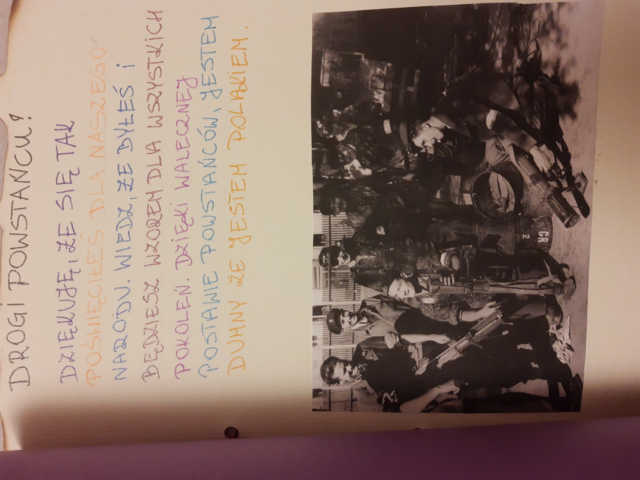 DROGI POWSTAŃCU!
DZIĘKUJĘ, ŻE SIĘ TAK
POŚWIĘCIŁEŚ DLA NASZEGO
NARODU. WIEDZ, ŻE BYŁEŚ I
BĘDZIESZ WZOREM DLA WSZYSTKICH
POKOLEŃ. DZIĘKI WALECZNEJ
POSTAWIE POWSTAŃCÓW, JESTEM
DUMNY ŻE JESTEM POLAKIEM.